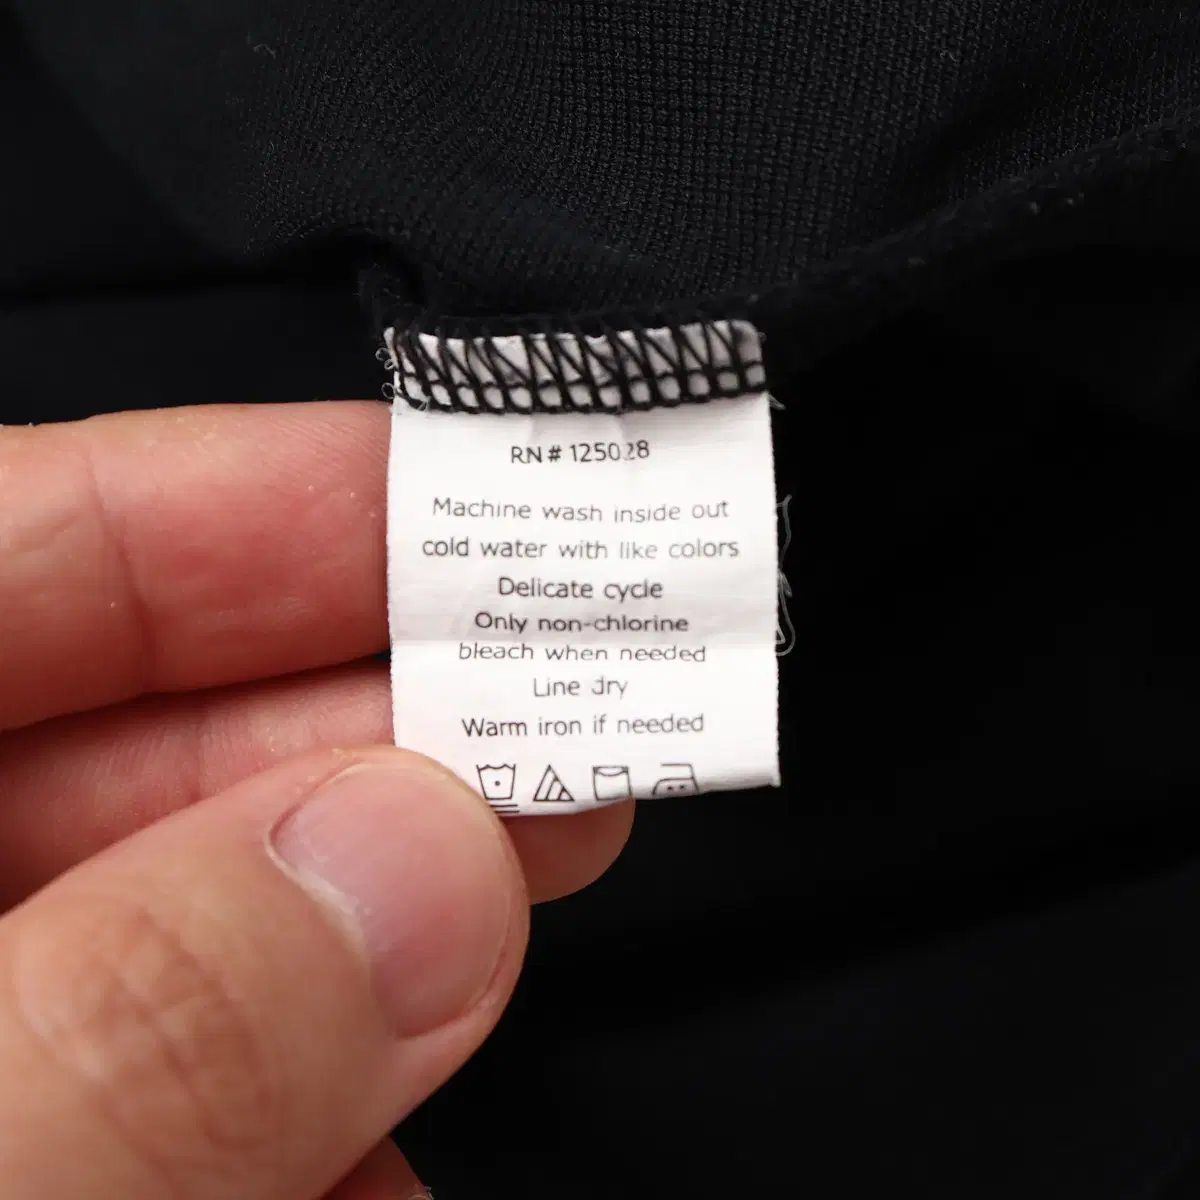 RN# 125028
Machine wash inside out
cold water with like colors
Delicate cycle
Only non-chlorine
bleach when needed
Line dry
Warm iron if needed